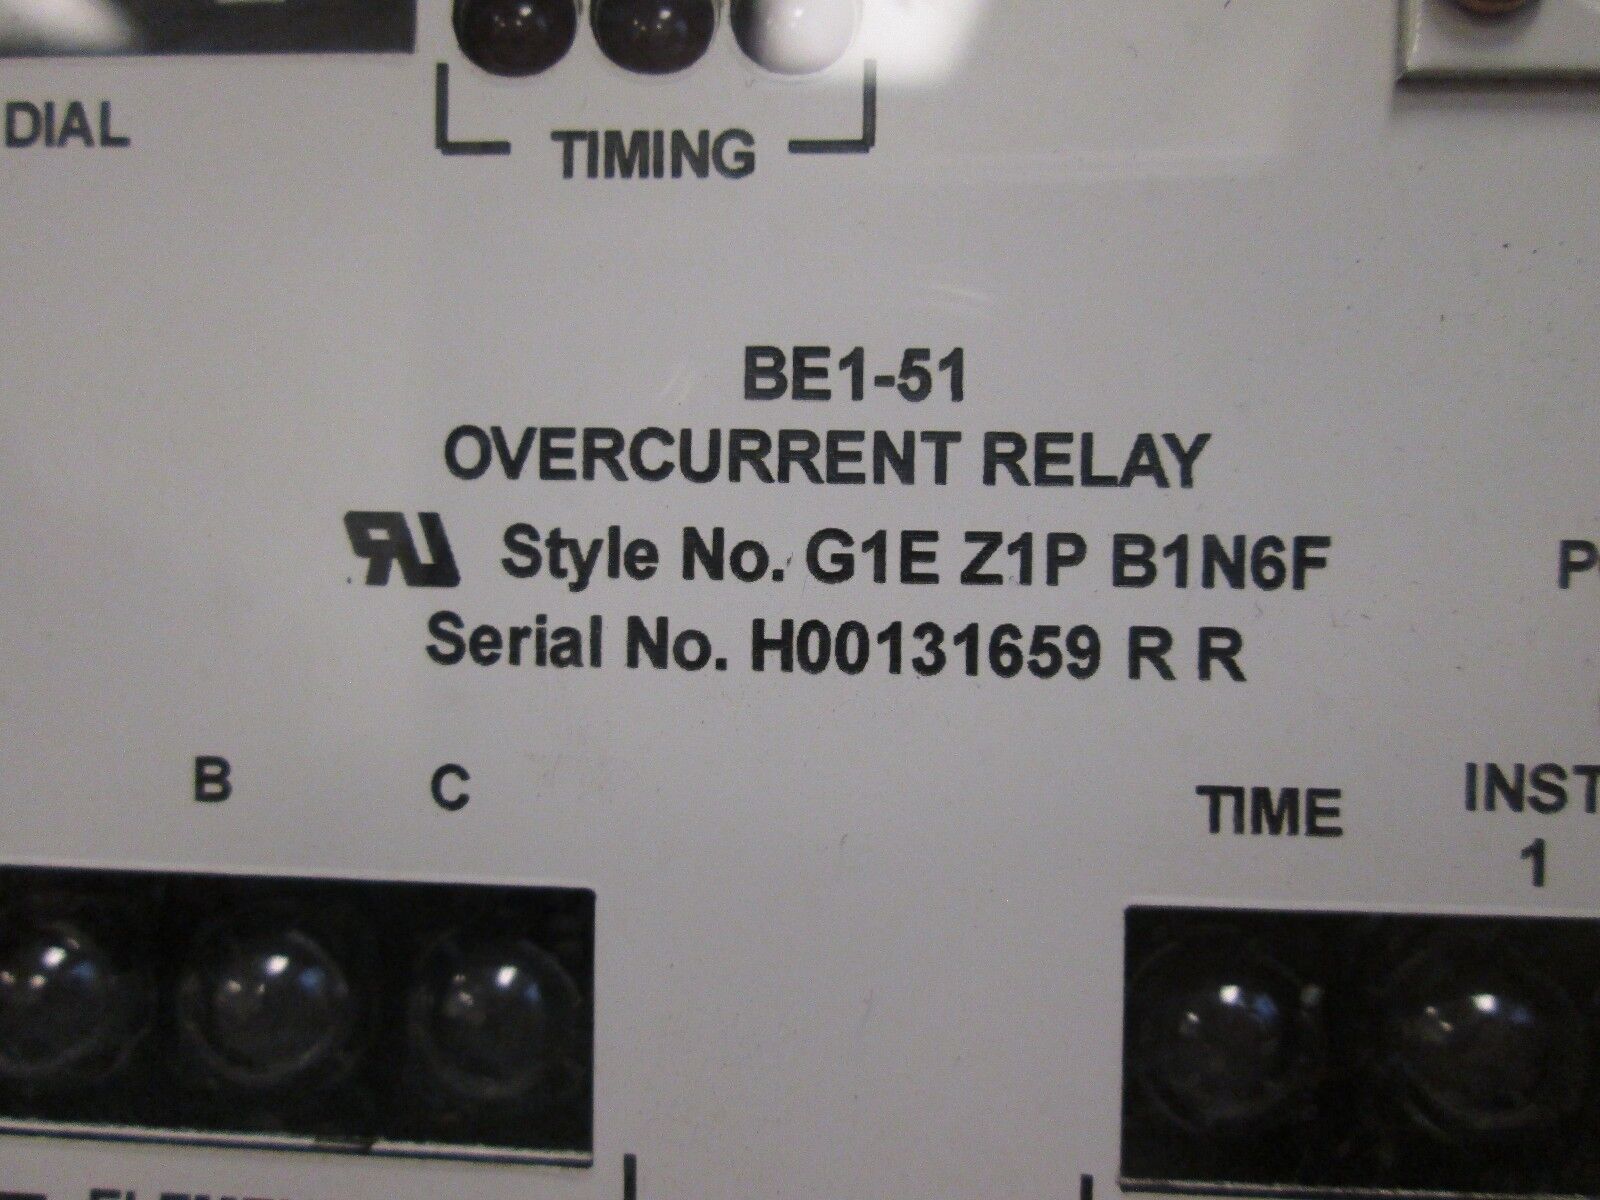 DIAL
TIMING
BE1-51
OVERCURRENT RELAY
Style No. G1E Z1P B1N6F
Serial No. H00131659 R R
B C
TIME INST
1